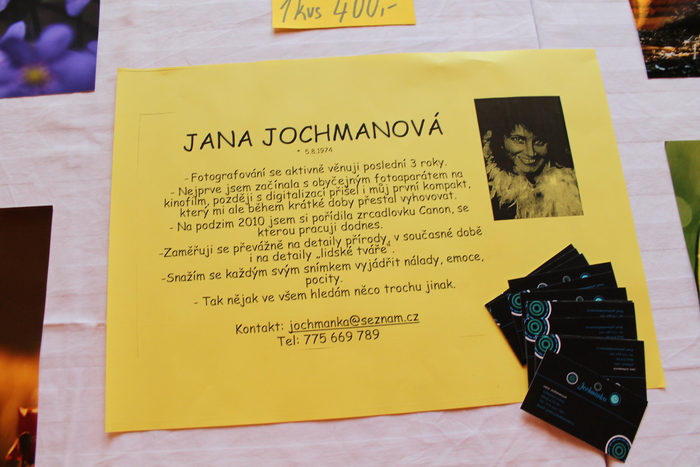 1 kus 400,-
JANA JOCHMANOVÁ
* 5.8.1974
- Fotografování se aktivně věnuji poslední 3 roky.
- Nejprve jsem začínala s obyčejným fotoaparátem na
kinofilm, později s digitalizací přišel i můj první kompakt,
který mi ale během krátké doby přestal vyhovovat.
- Na podzim 2010 jsem si pořídila zrcadlovku Canon, se
kterou pracuji dodnes.
-Zaměřuji se převážně na detaily přírody, v současné době
i na detaily „lidské tváře".
-Snažím se každým svým snímkem vyjádřit nálady, emoce,
pocity.
- Tak nějak ve všem hledám něco trochu jinak.
Kontakt: jochmanka@seznam.cz
Tel: 775 669 789
Jochmanka